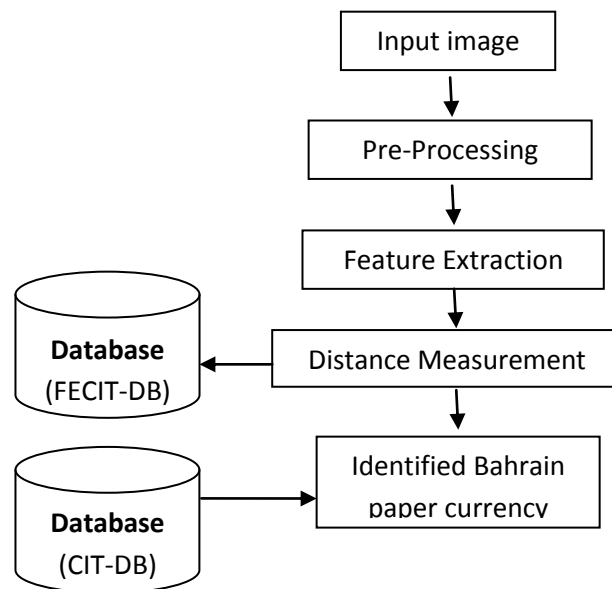 Input image
Pre-Processing
Feature Extraction
Database
(FECIT-DB)
Distance Measurement
Identified Bahrain
paper currency
Database
(CIT-DB)